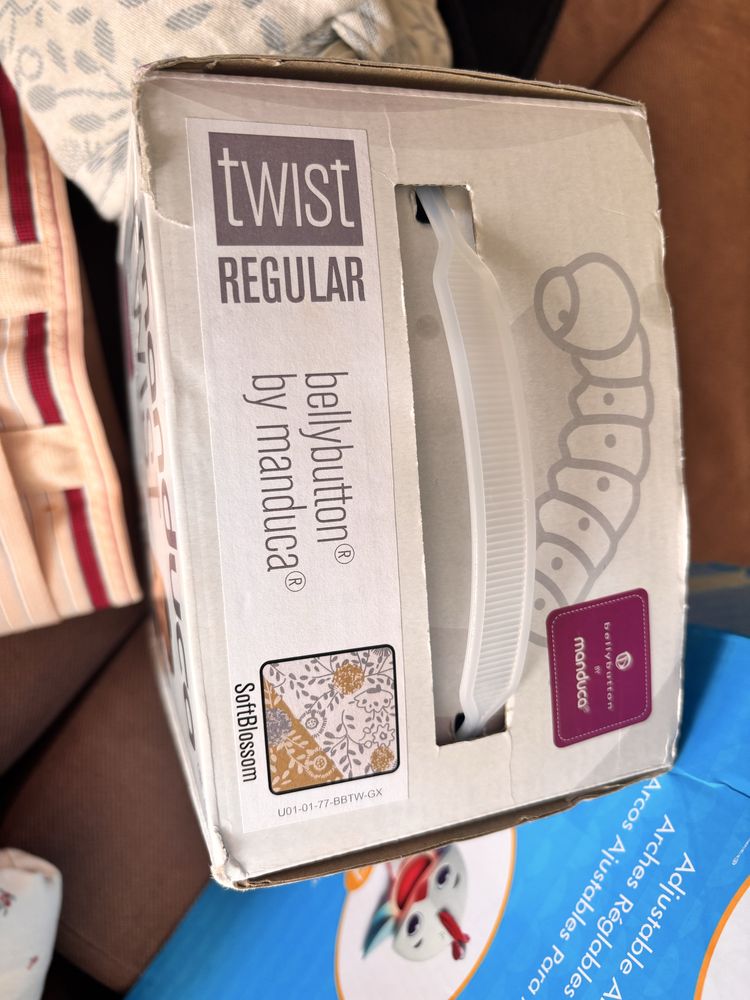 twist
REGULAR
bellybutton®
by manduca®
SoftBlossom
U01-01-77-BBTW-GX
bellybutton
BY
manduca
manduca
Adjustable
Arches Réglables
Arcos Ajustables Para